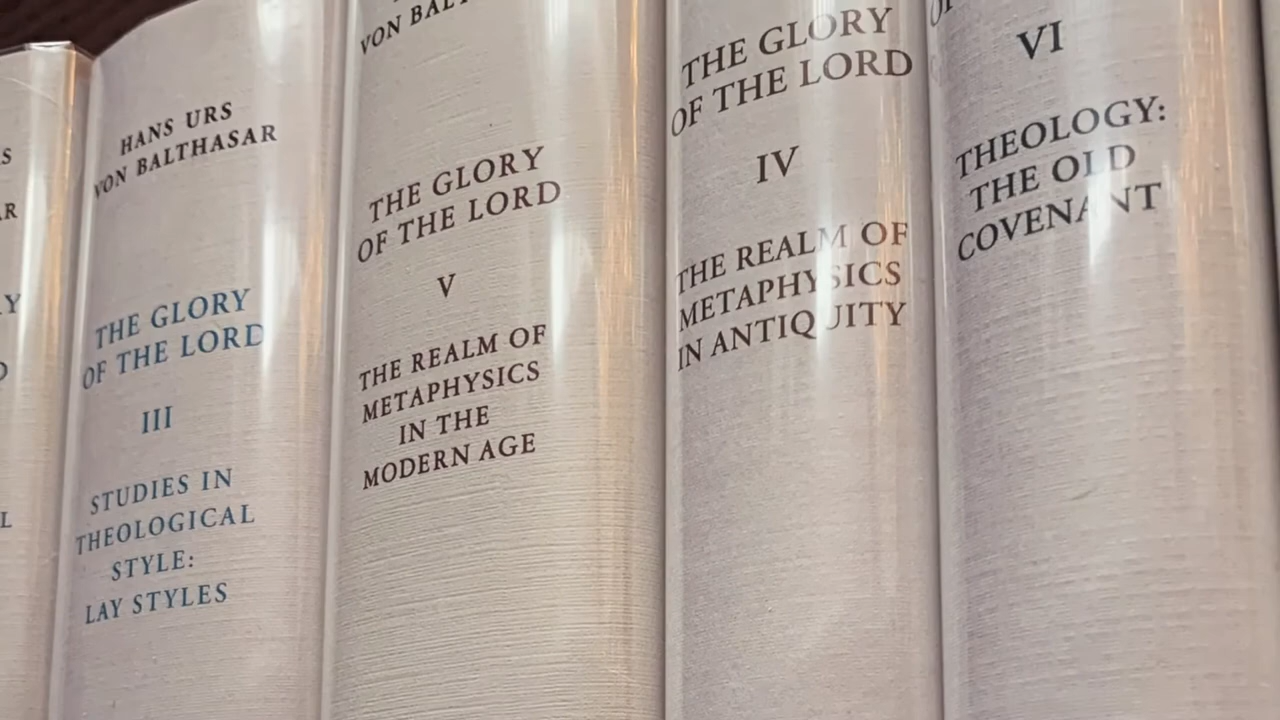 S
AR
Y
D
L
HANS URS
VON BALTHASAR
THE GLORY
OF THE LORD
III
STUDIES IN
THEOLOGICAL
STYLE:
LAY STYLES
VON
THE GLORY
OF THE LORD
V
THE REALM OF
METAPHYSICS
IN THE
MODERN AGE
THE GLORY
OF THE LORD
IV
THE REALM OF
METAPHYSICS
IN ANTIQUITY
VI
THEOLOGY:
THE OLD
COVENANT